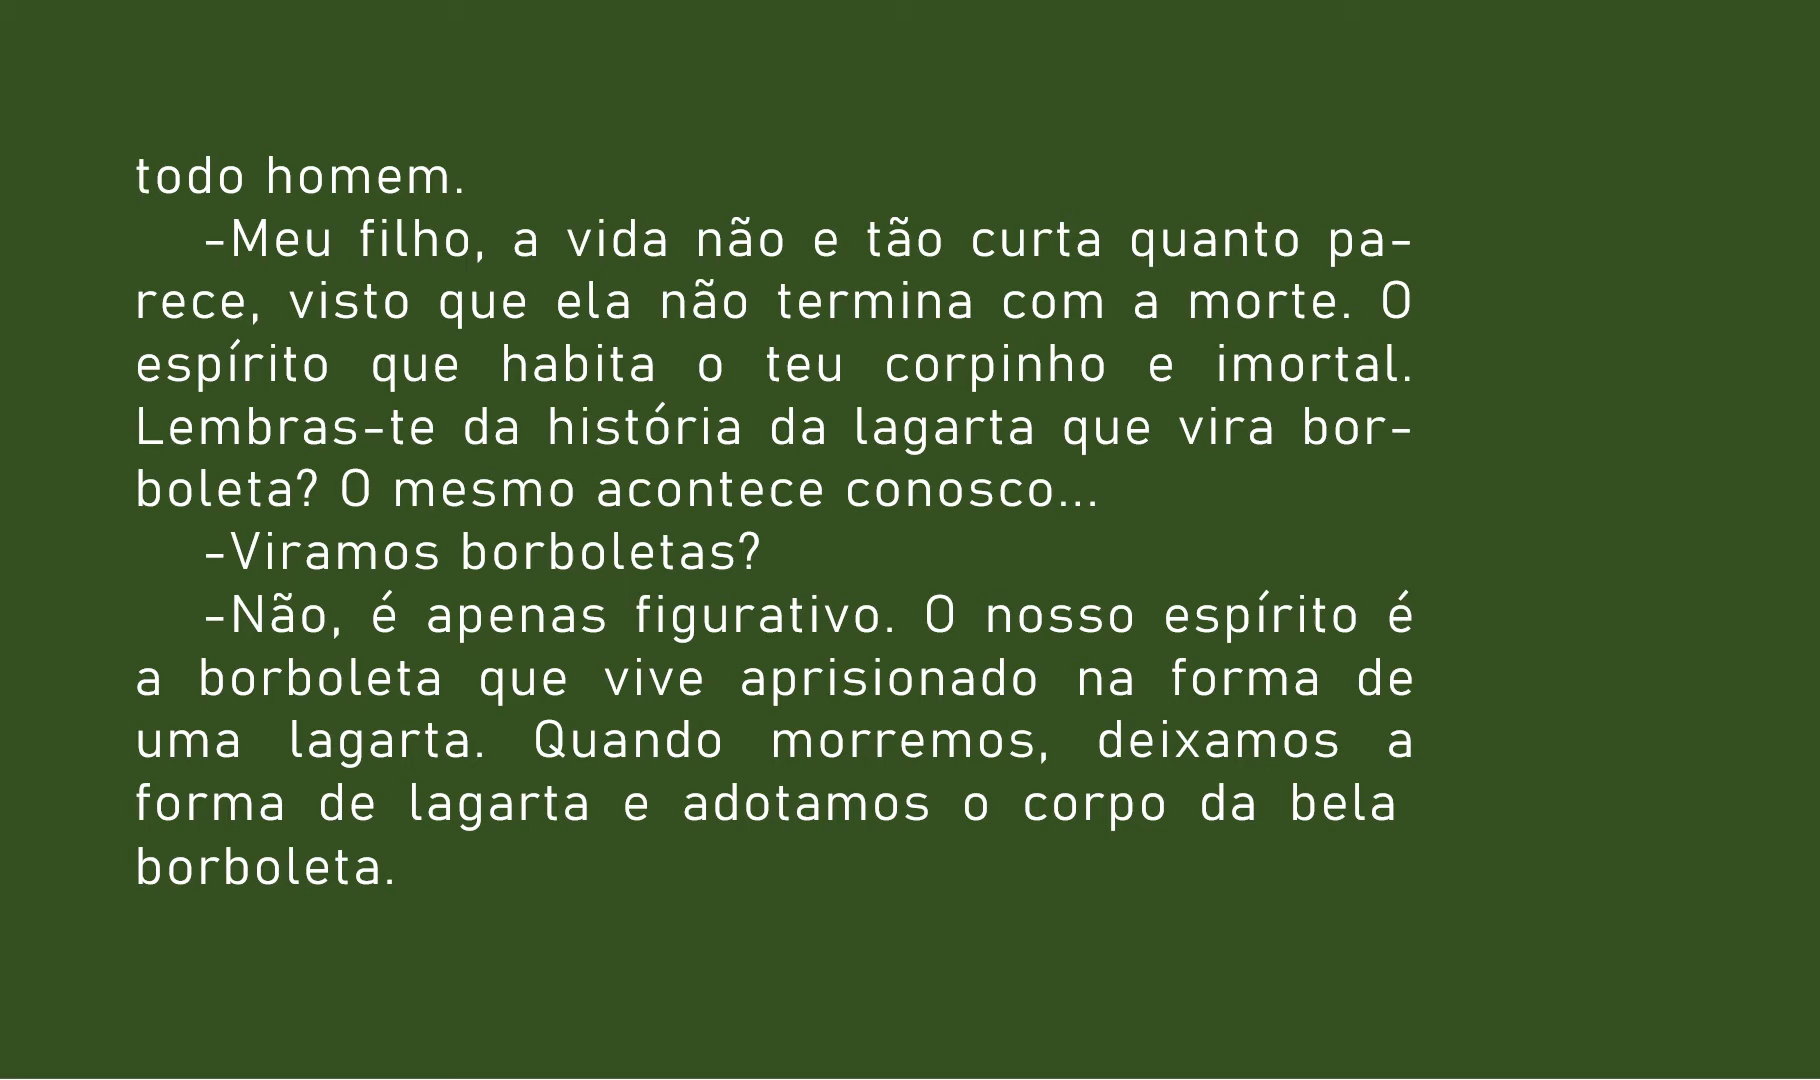 todo homem.
-Meu filho, a vida não e tão curta quanto pa-
rece, visto que ela não termina com a morte. O
espírito que habita o teu corpinho e imortal.
Lembras-te da história da lagarta que vira bor-
boleta? O mesmo acontece conosco...
-Viramos borboletas?
-Não, é apenas figurativo. O nosso espírito é
a borboleta que vive aprisionado na forma de
uma lagarta. Quando morremos, deixamos a
forma de lagarta e adotamos o corpo da bela
borboleta.